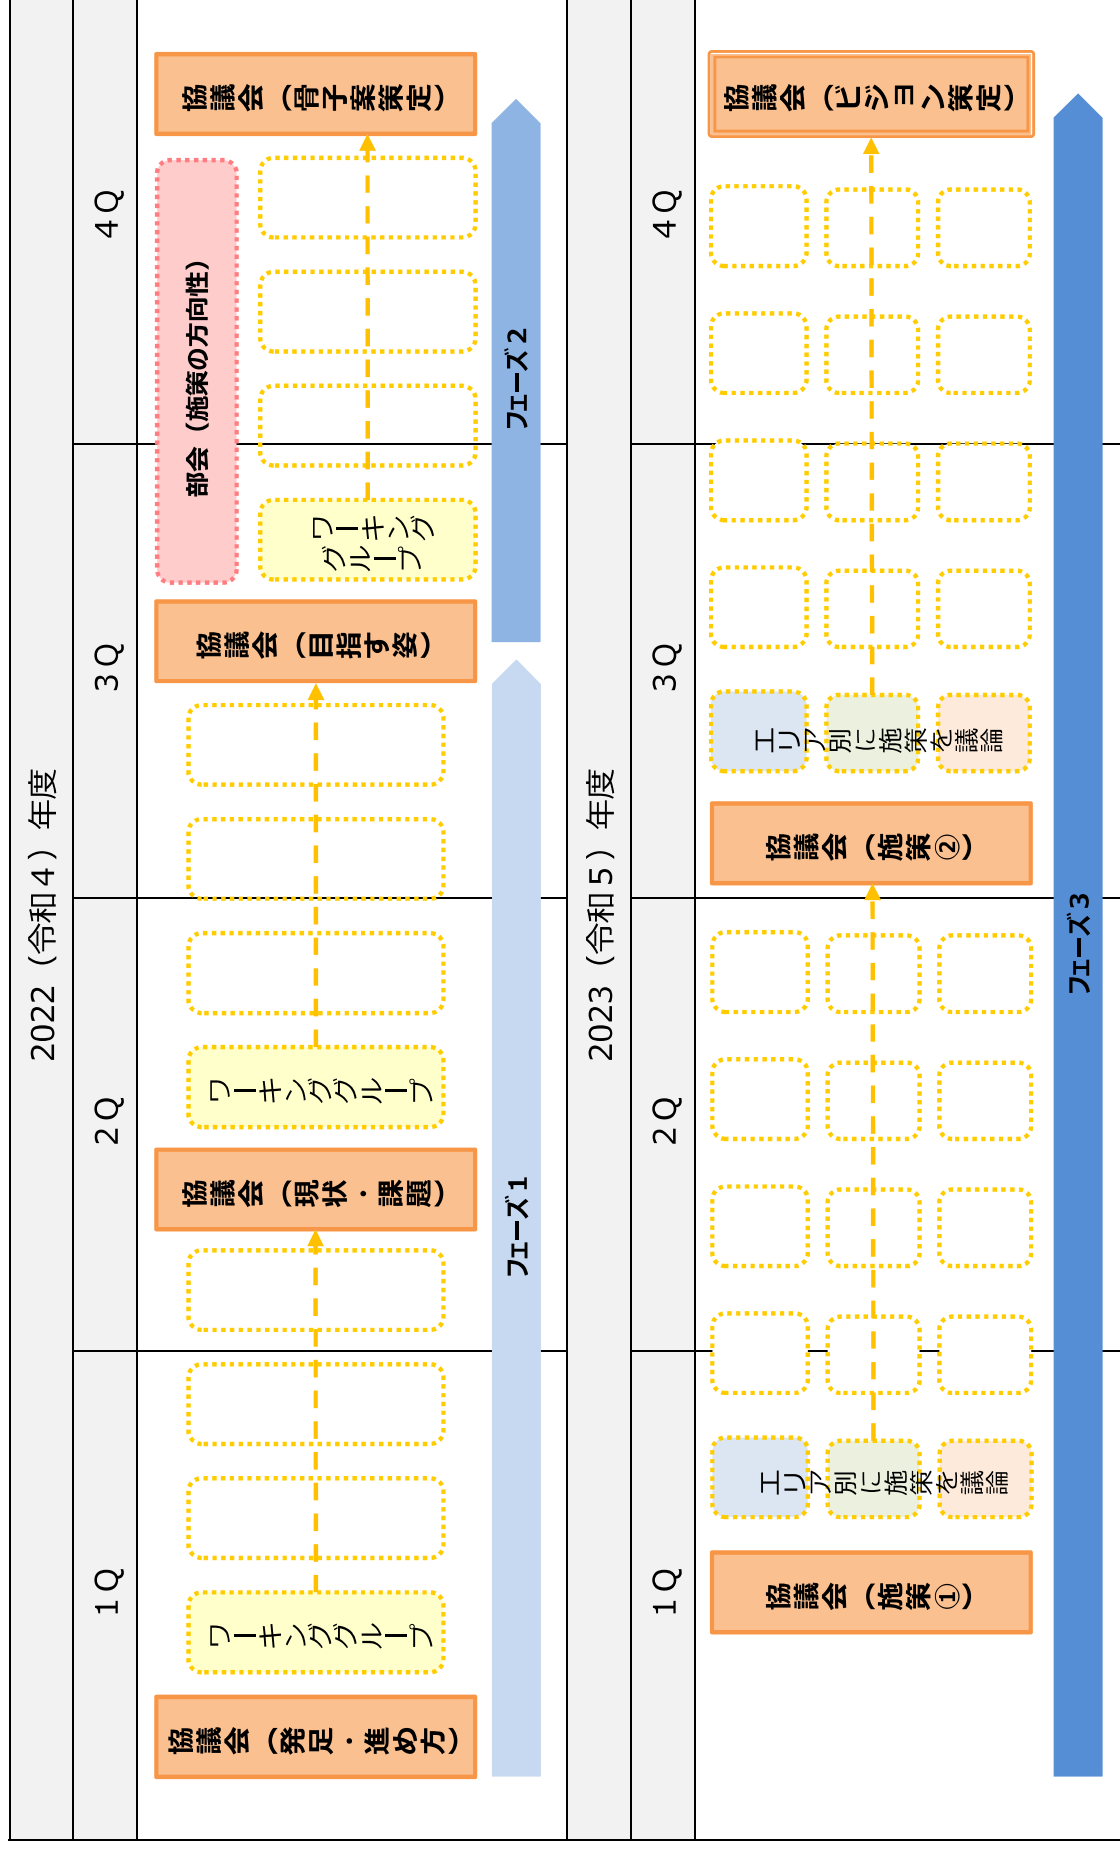 2022（令和４）年度
１Ｑ
２Ｑ
３Ｑ
４Ｑ
協議会（発足・進め方）
ワーキンググループ
協議会（現状・課題）
ワーキンググループ
協議会（目指す姿）
部会（施策の方向性）
ワーキング
グループ
協議会（骨子案策定）
フェーズ１
フェーズ２
2023（令和５）年度
１Ｑ
２Ｑ
３Ｑ
４Ｑ
協議会（施策①）
エリア別に施策を議論
協議会（施策②）
エリア別に施策を議論
協議会（ビジョン策定）
フェーズ３